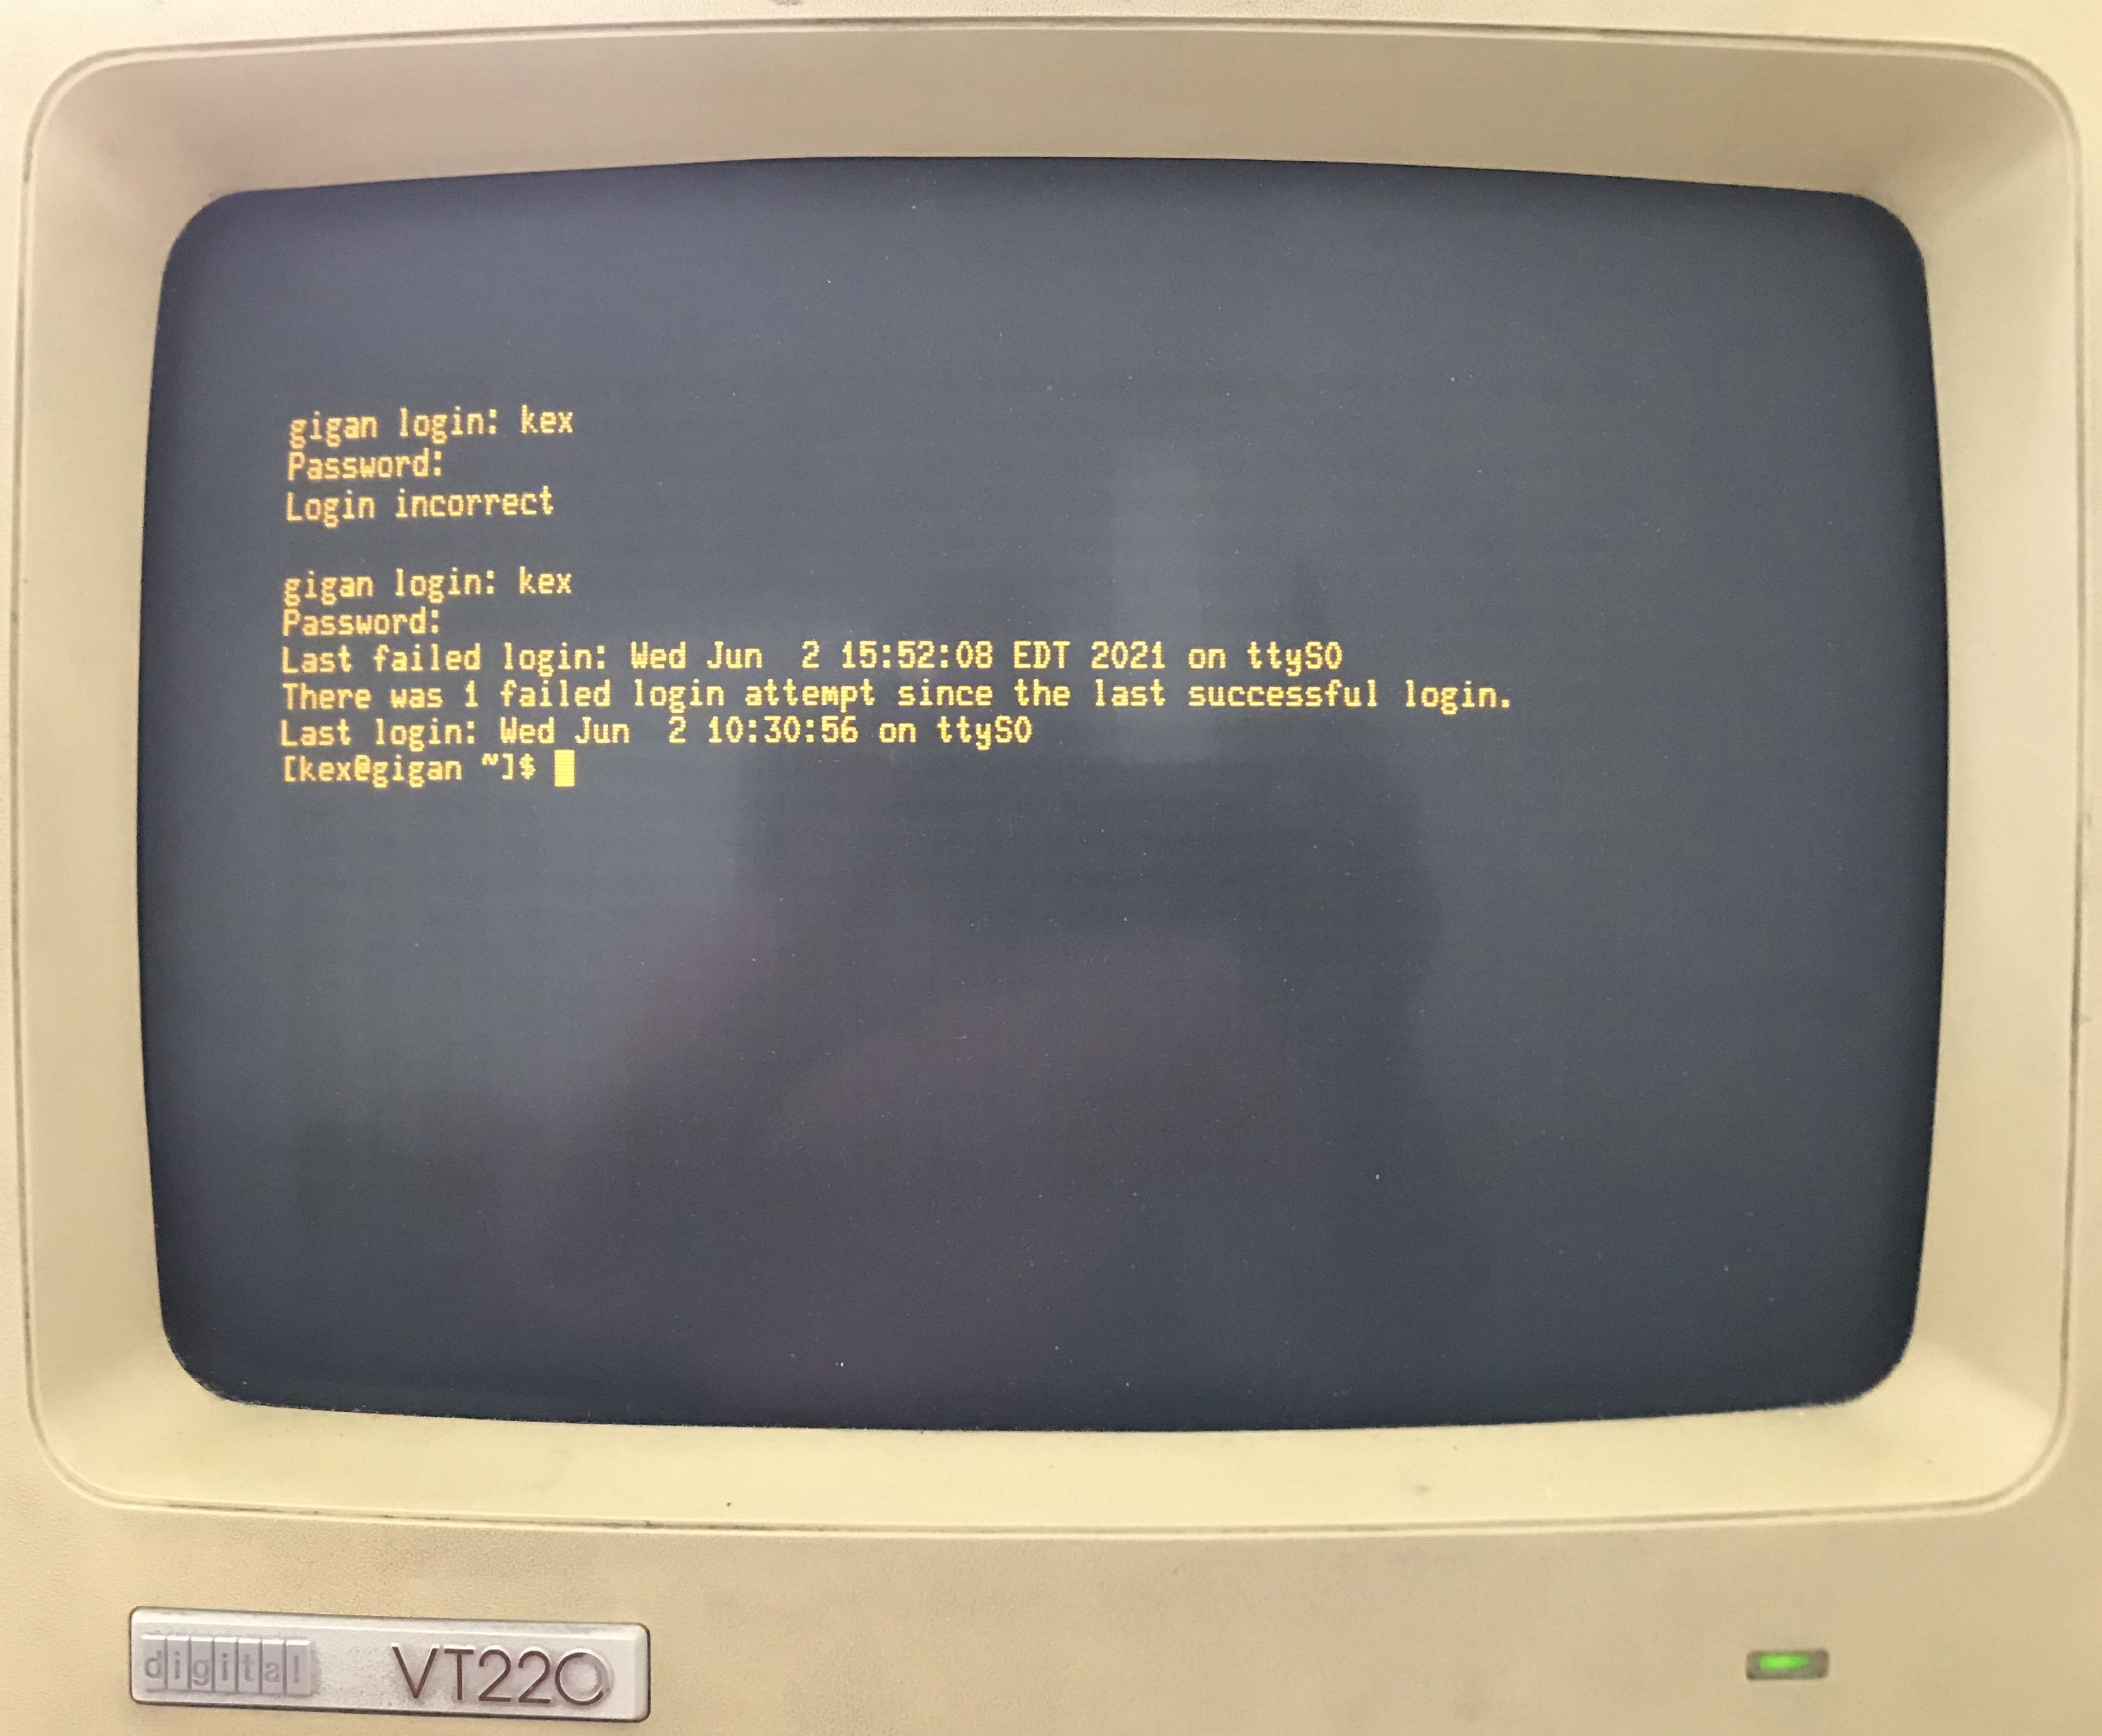 gigan login: kex
Password:
Login incorrect

gigan login: kex
Password:
Last failed login: Wed Jun  2 15:52:08 EDT 2021 on ttyS0
There was 1 failed login attempt since the last successful login.
Last login: Wed Jun  2 10:30:56 on ttyS0
[kex@gigan ~]$
digital VT220